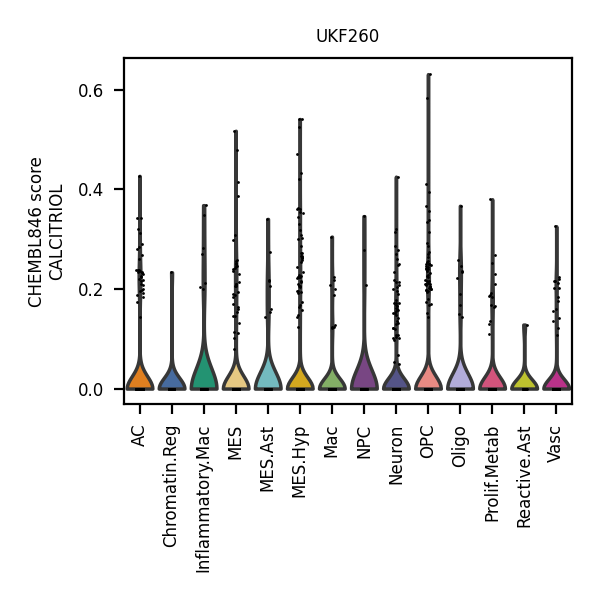 UKF260
CHEMBL846 score
CALCITRIOL
0.6
0.4
0.2
0.0
AC
Chromatin.Reg
Inflammatory.Mac
MES
MES.Ast
MES.Hyp
Mac
NPC
Neuron
OPC
Oligo
Prolif.Metab
Reactive.Ast
Vasc